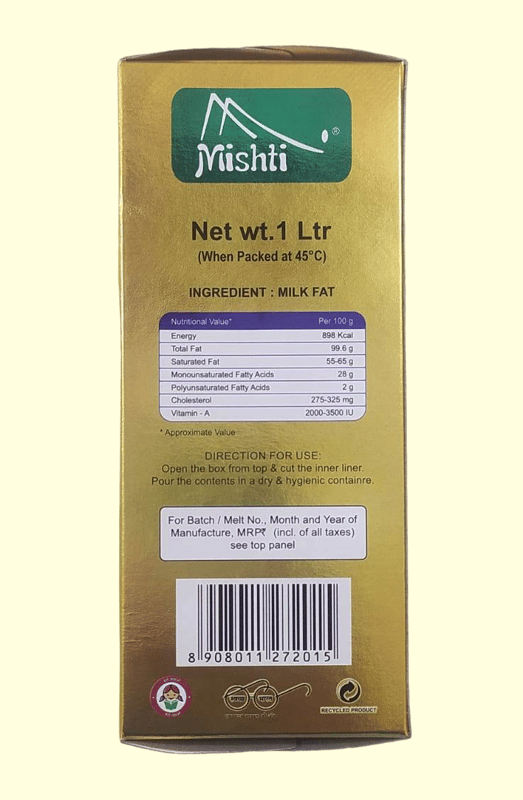 Mishti ®
Net wt.1 Ltr
(When Packed at 45°C)
INGREDIENT : MILK FAT
Nutritional Value* Per 100 g
Energy 898 Kcal
Total Fat 99.6 g
Saturated Fat 55-65 g
Monounsaturated Fatty Acids 28 g
Polyunsaturated Fatty Acids 2 g
Cholesterol 275-325 mg
Vitamin - A 2000-3500 IU
* Approximate Value
DIRECTION FOR USE:
Open the box from top & cut the inner liner.
Pour the contents in a dry & hygienic containre.
For Batch / Melt No., Month and Year of
Manufacture, MRP₹ (incl. of all taxes)
see top panel
8 908011 272015
RECYCLED PRODUCT